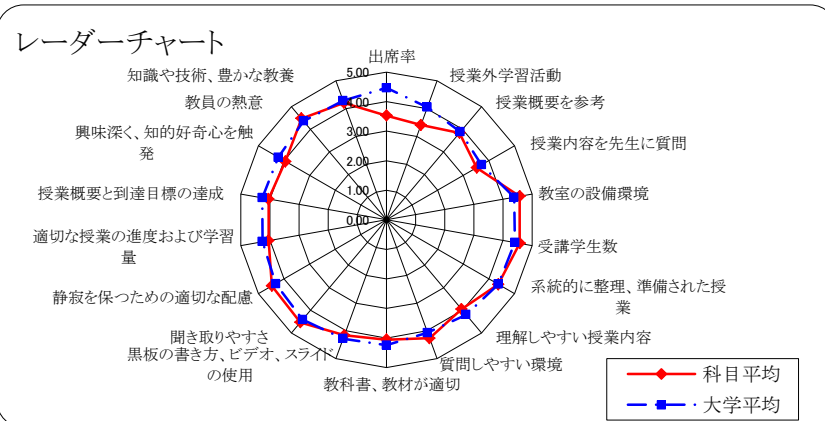 レーダーチャート
出席率
授業外学習活動
授業概要を参考
授業内容を先生に質問
教室の設備環境
受講学生数
系統的に整理、準備された授
業
理解しやすい授業内容
質問しやすい環境
教科書、教材が適切
黒板の書き方、ビデオ、スライド
の使用
聞き取りやすさ
静寂を保つための適切な配慮
適切な授業の進度および学習
量
授業概要と到達目標の達成
興味深く、知的好奇心を触
発
教員の熱意
知識や技術、豊かな教養
5.00
4.00
3.00
2.00
1.00
0.00
科目平均
大学平均